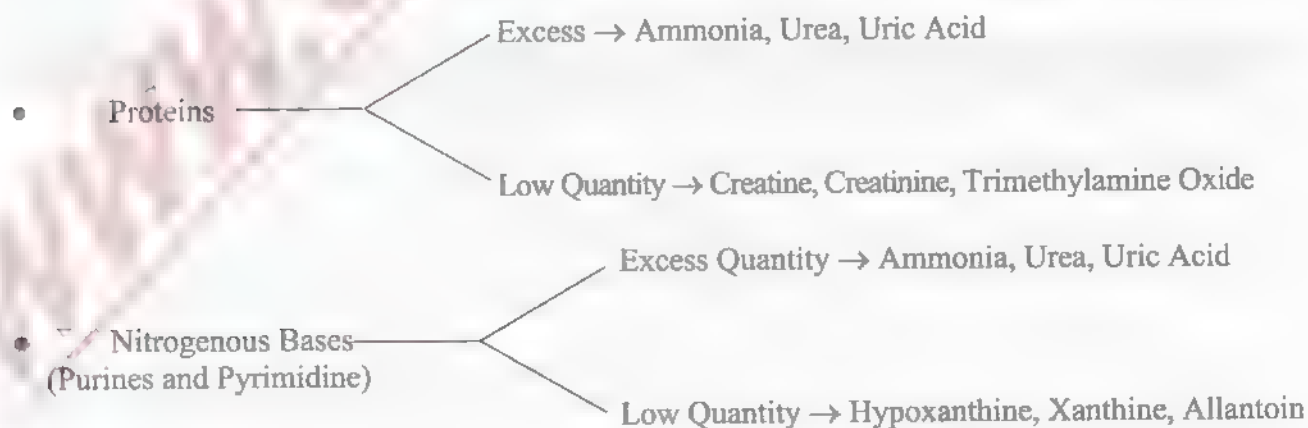 Excess → Ammonia, Urea, Uric Acid
• Proteins
Low Quantity → Creatine, Creatinine, Trimethylamine Oxide
Excess Quantity → Ammonia, Urea, Uric Acid
• Nitrogenous Bases
(Purines and Pyrimidine)
Low Quantity → Hypoxanthine, Xanthine, Allantoin